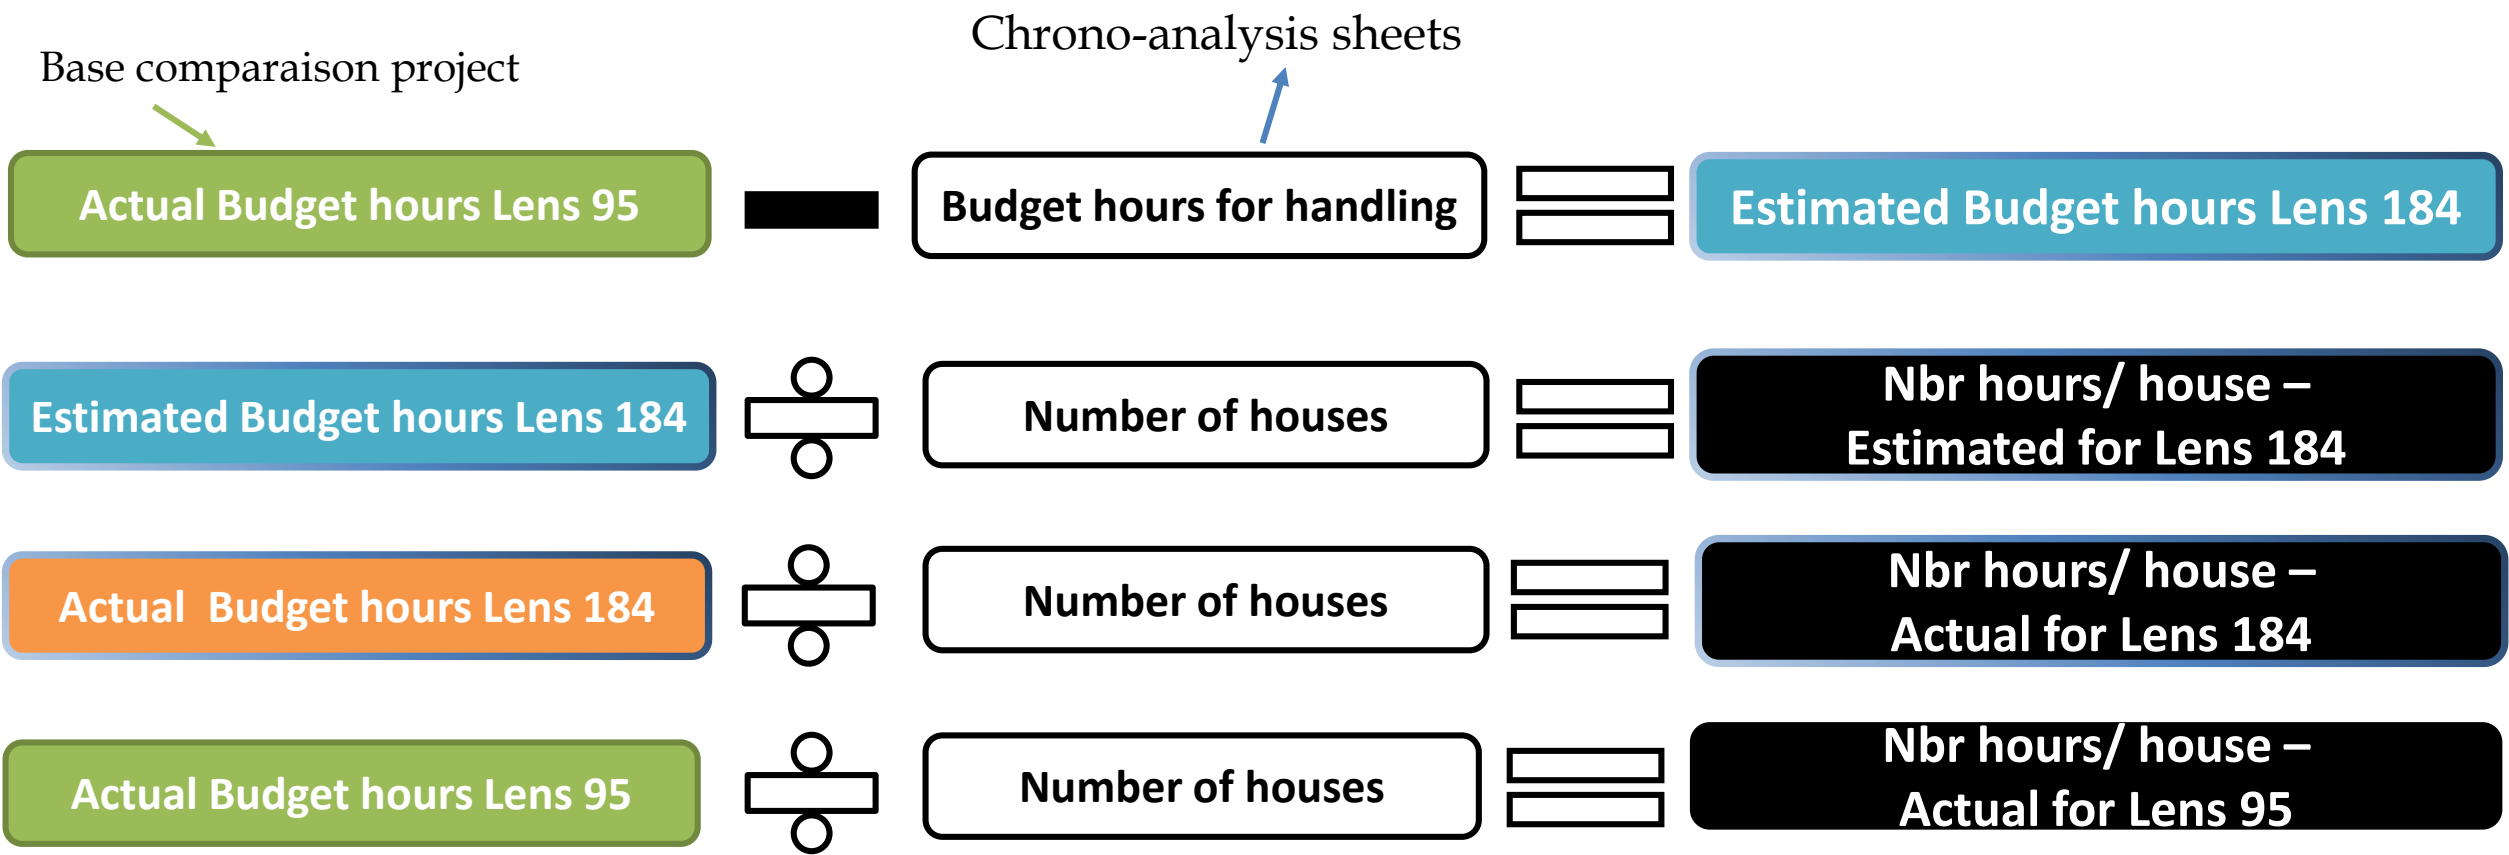 Chrono-analysis sheets
Base comparaison project
Actual Budget hours Lens 95
Budget hours for handling
Estimated Budget hours Lens 184
Estimated Budget hours Lens 184
Number of houses
Nbr hours/ house –
Estimated for Lens 184
Actual  Budget hours Lens 184
Number of houses
Nbr hours/ house –
Actual for Lens 184
Actual Budget hours Lens 95
Number of houses
Nbr hours/ house –
Actual for Lens 95